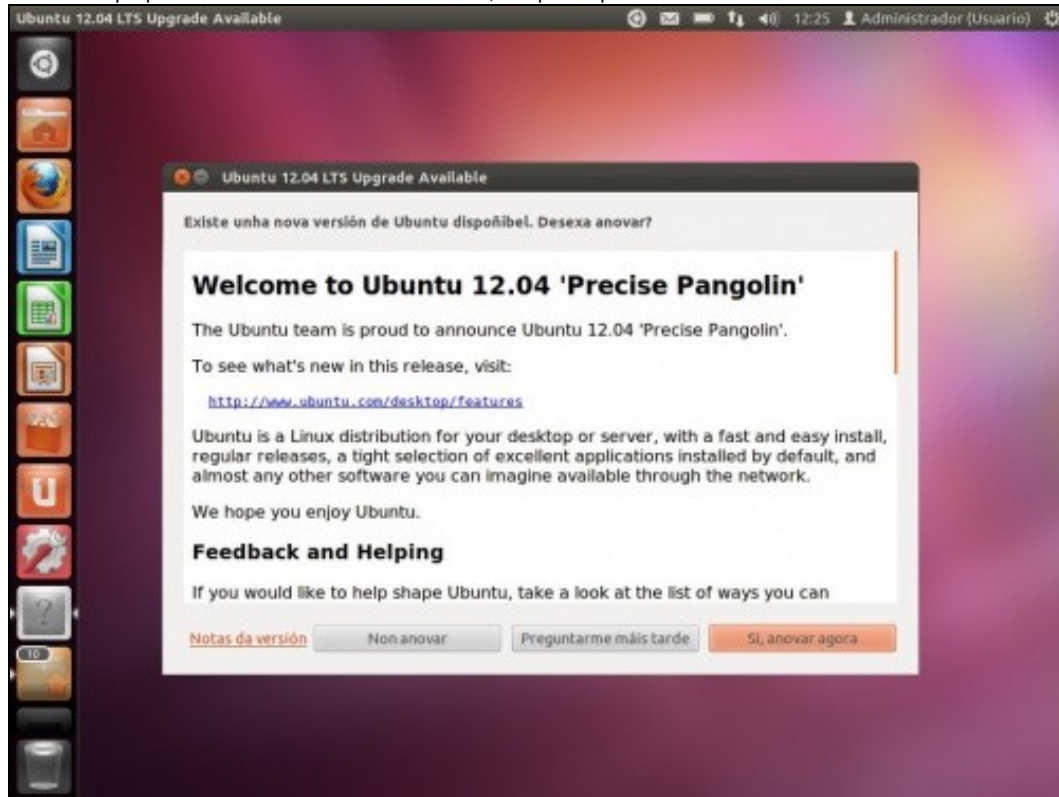 Ubuntu 12.04 LTS Upgrade Available
12:25 Administrador (Usuario)
Ubuntu 12.04 LTS Upgrade Available
Existe unha nova versión de Ubuntu dispoñibel. Desexa anovar?
Welcome to Ubuntu 12.04 'Precise Pangolin'
The Ubuntu team is proud to announce Ubuntu 12.04 'Precise Pangolin'.
To see what's new in this release, visit:
http://www.ubuntu.com/desktop/features
Ubuntu is a Linux distribution for your desktop or server, with a fast and easy install,
regular releases, a tight selection of excellent applications installed by default, and
almost any other software you can imagine available through the network.
We hope you enjoy Ubuntu.
Feedback and Helping
If you would like to help shape Ubuntu, take a look at the list of ways you can
Notas da versión
Non anovar
Preguntarme máis tarde
Si, anovar agora
10